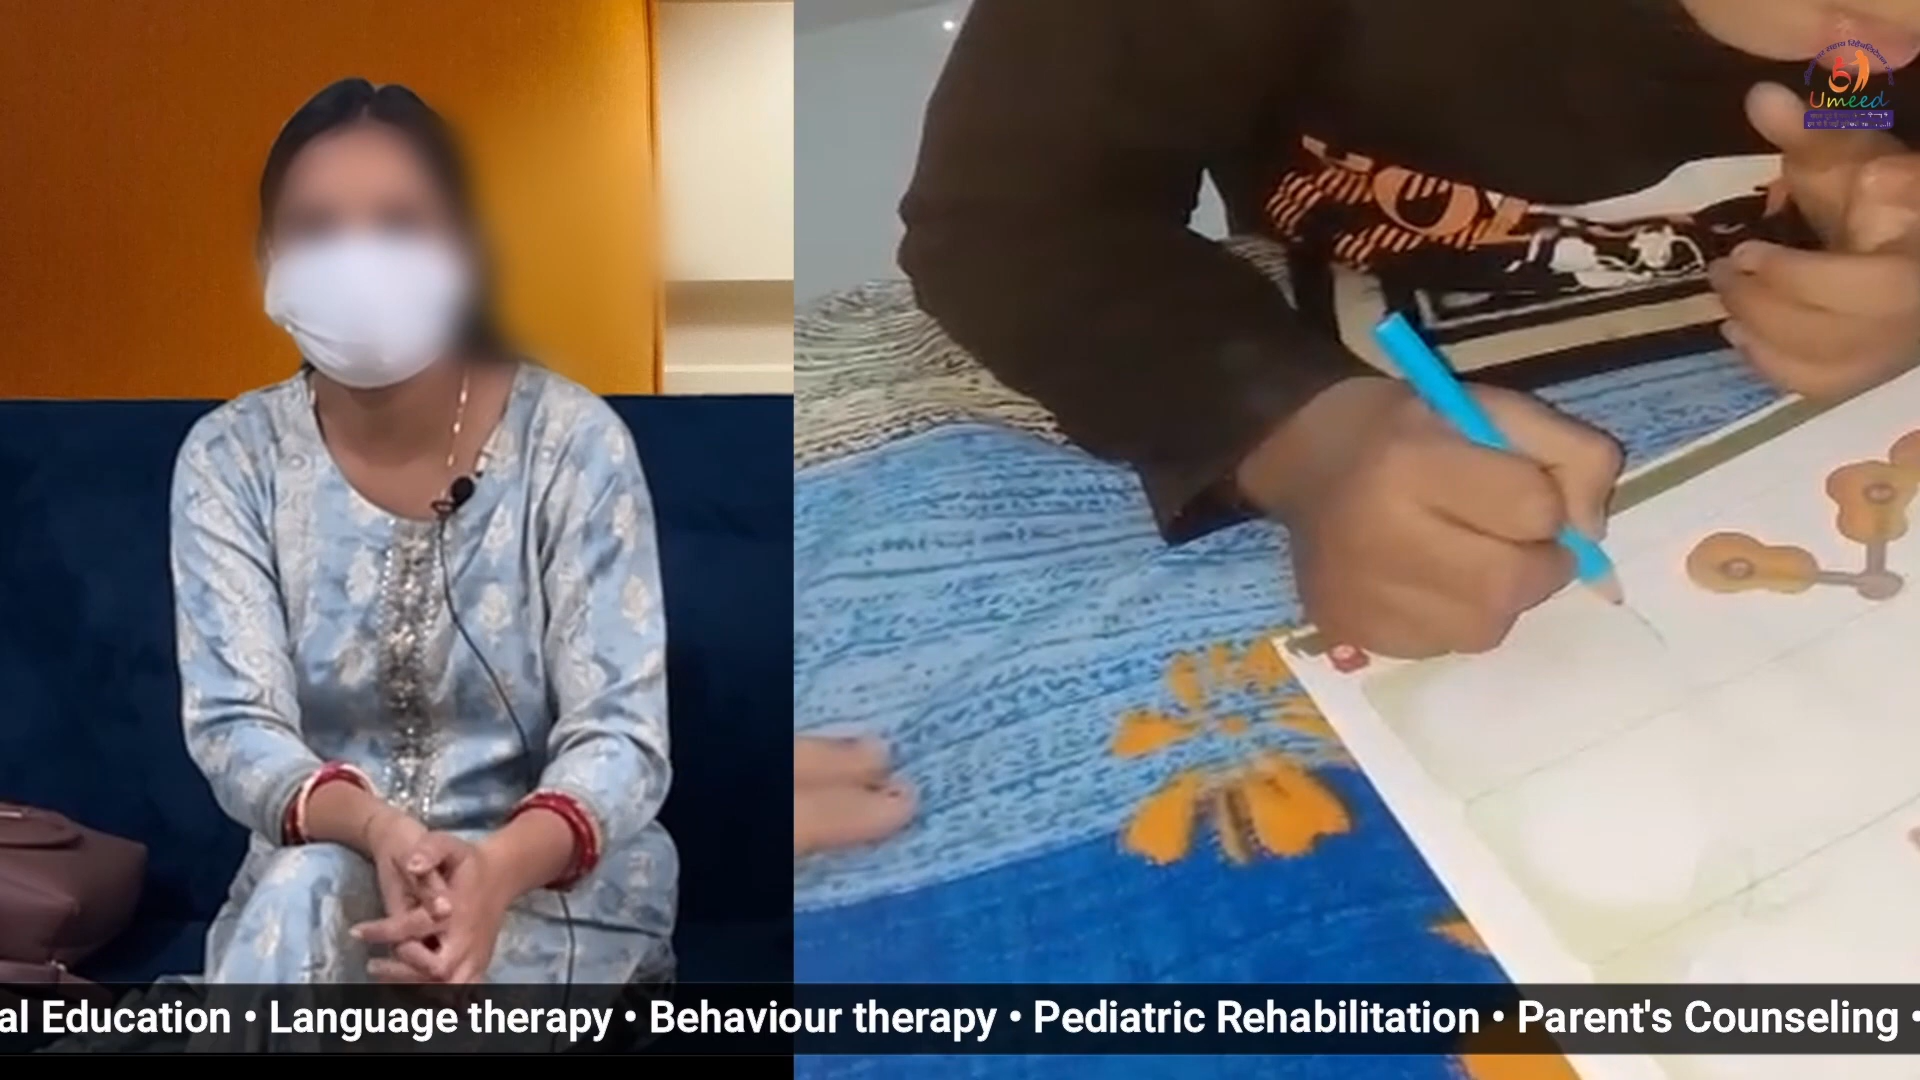 Umeed
al Education • Language therapy • Behaviour therapy • Pediatric Rehabilitation • Parent's Counseling •